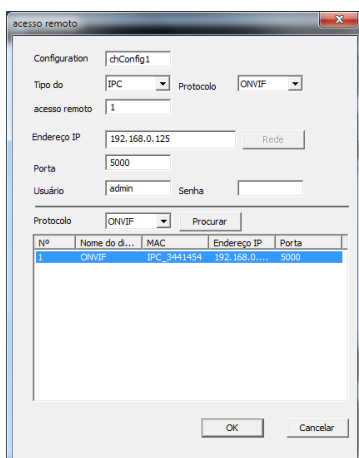 acesso remoto
Configuration chConfig1
Tipo do IPC Protocolo ONVIF
acesso remoto 1
Endereço IP 192.168.0.125 Rede
Porta 5000
Usuário admin Senha
Protocolo ONVIF Procurar
Nº Nome do di... MAC Endereço IP Porta
1 ONVIF IPC_3441454 192.168.0.... 5000
OK Cancelar